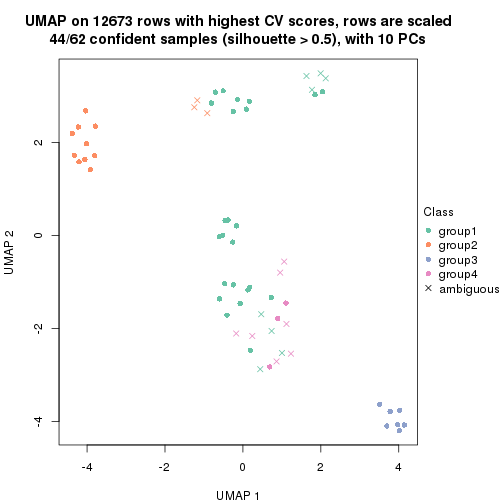 UMAP on 12673 rows with highest CV scores, rows are scaled
44/62 confident samples (silhouette > 0.5), with 10 PCs
UMAP 2
2
0
-2
-4
-4
-2
0
2
4
UMAP 1
Class
group1
group2
group3
group4
ambiguous